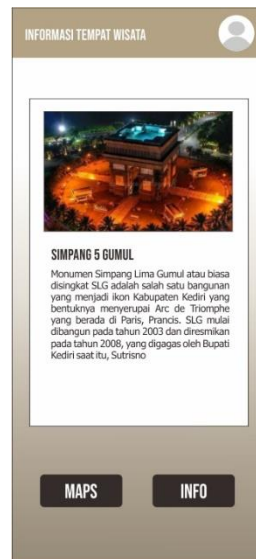 INFORMASI TEMPAT WISATA
SIMPANG 5 GUMUL
Monumen Simpang Lima Gumul atau biasa
disingkat SLG adalah salah satu bangunan
yang menjadi ikon Kabupaten Kediri yang
bentuknya menyerupai Arc de Triomphe
yang berada di Paris, Prancis. SLG mulai
dibangun pada tahun 2003 dan diresmikan
pada tahun 2008, yang digagas oleh Bupati
Kediri saat itu, Sutrisno
MAPS
INFO